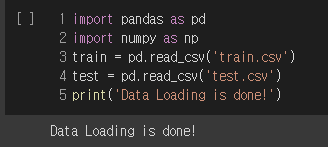 [ ]
1 import pandas as pd
2 import numpy as np
3 train = pd.read_csv('train.csv')
4 test = pd.read_csv('test.csv')
5 print('Data Loading is done!')
Data Loading is done!